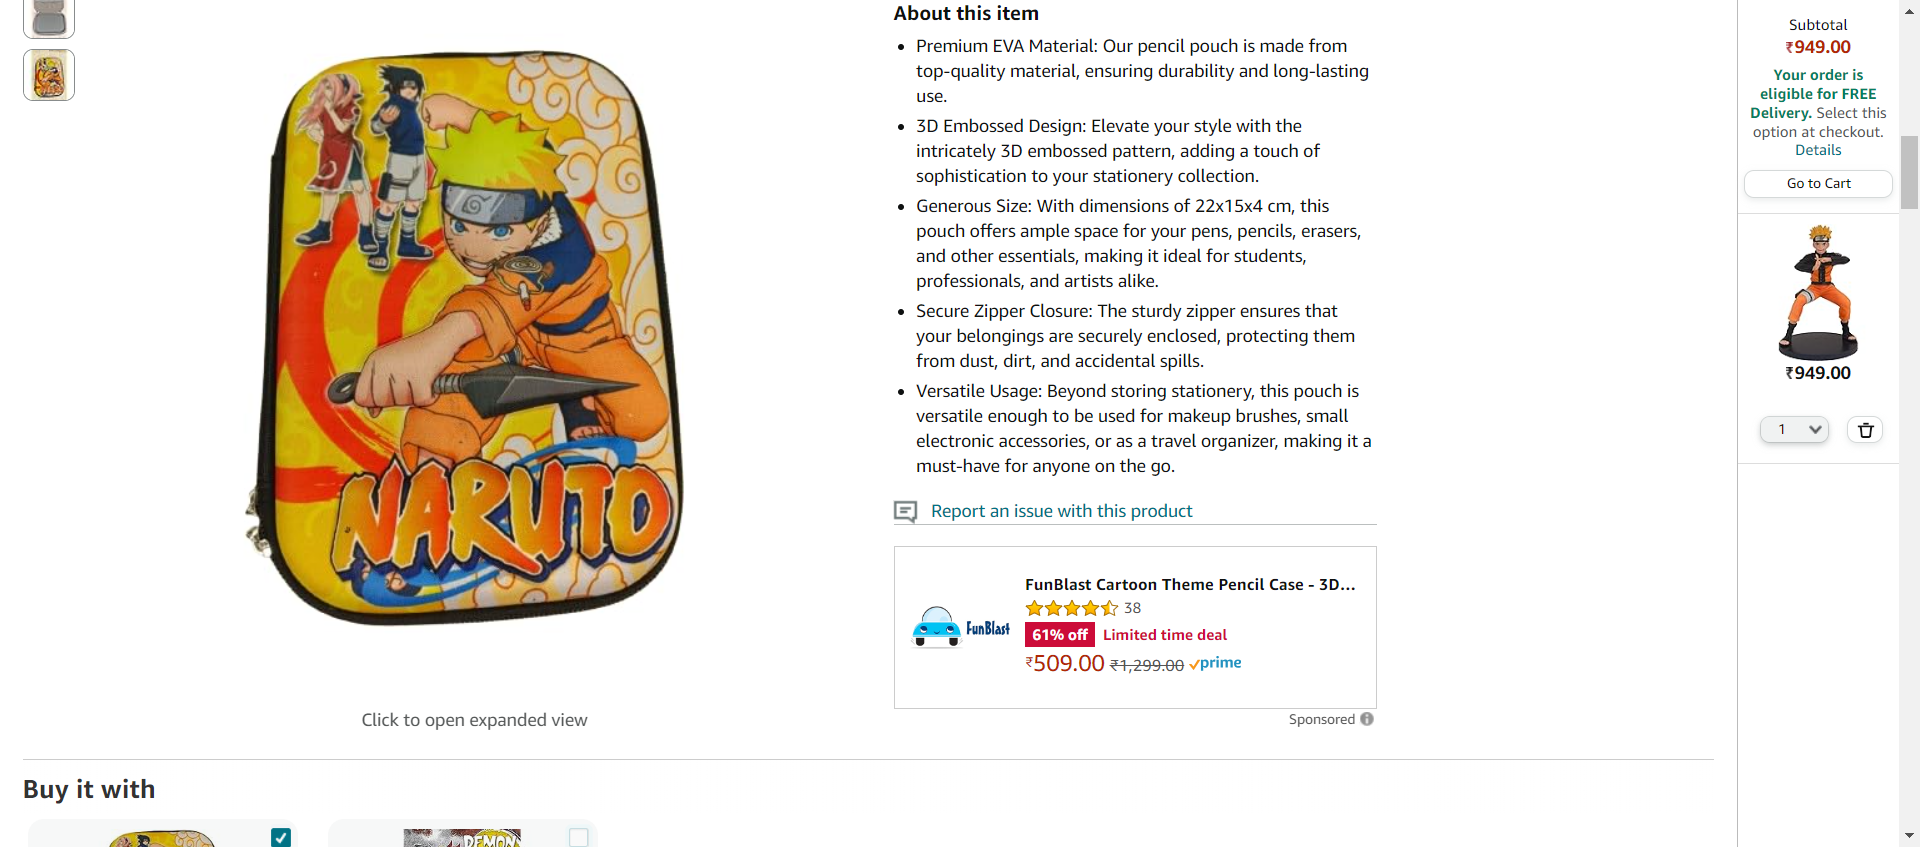 About this item
Premium EVA Material: Our pencil pouch is made from
top-quality material, ensuring durability and long-lasting
use.
3D Embossed Design: Elevate your style with the
intricately 3D embossed pattern, adding a touch of
sophistication to your stationery collection.
Generous Size: With dimensions of 22x15x4 cm, this
pouch offers ample space for your pens, pencils, erasers,
and other essentials, making it ideal for students,
professionals, and artists alike.
Secure Zipper Closure: The sturdy zipper ensures that
your belongings are securely enclosed, protecting them
from dust, dirt, and accidental spills.
Versatile Usage: Beyond storing stationery, this pouch is
versatile enough to be used for makeup brushes, small
electronic accessories, or as a travel organizer, making it a
must-have for anyone on the go.
Report an issue with this product
FunBlast
FunBlast Cartoon Theme Pencil Case - 3D...
38
61% off Limited time deal
₹509.00 ₹1,299.00 prime
Sponsored
NARUTO
Click to open expanded view
Buy it with
DEMON
Subtotal
₹949.00
Your order is
eligible for FREE
Delivery. Select this
option at checkout.
Details
Go to Cart
₹949.00
1